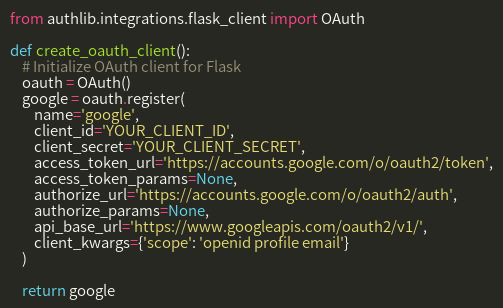 from authlib.integrations.flask_client import OAuth

def create_oauth_client():
    # Initialize OAuth client for Flask
    oauth = OAuth()
    google = oauth.register(
        name='google',
        client_id='YOUR_CLIENT_ID',
        client_secret='YOUR_CLIENT_SECRET',
        access_token_url='https://accounts.google.com/o/oauth2/token',
        access_token_params=None,
        authorize_url='https://accounts.google.com/o/oauth2/auth',
        authorize_params=None,
        api_base_url='https://www.googleapis.com/oauth2/v1/',
        client_kwargs={'scope': 'openid profile email'}
    )

    return google